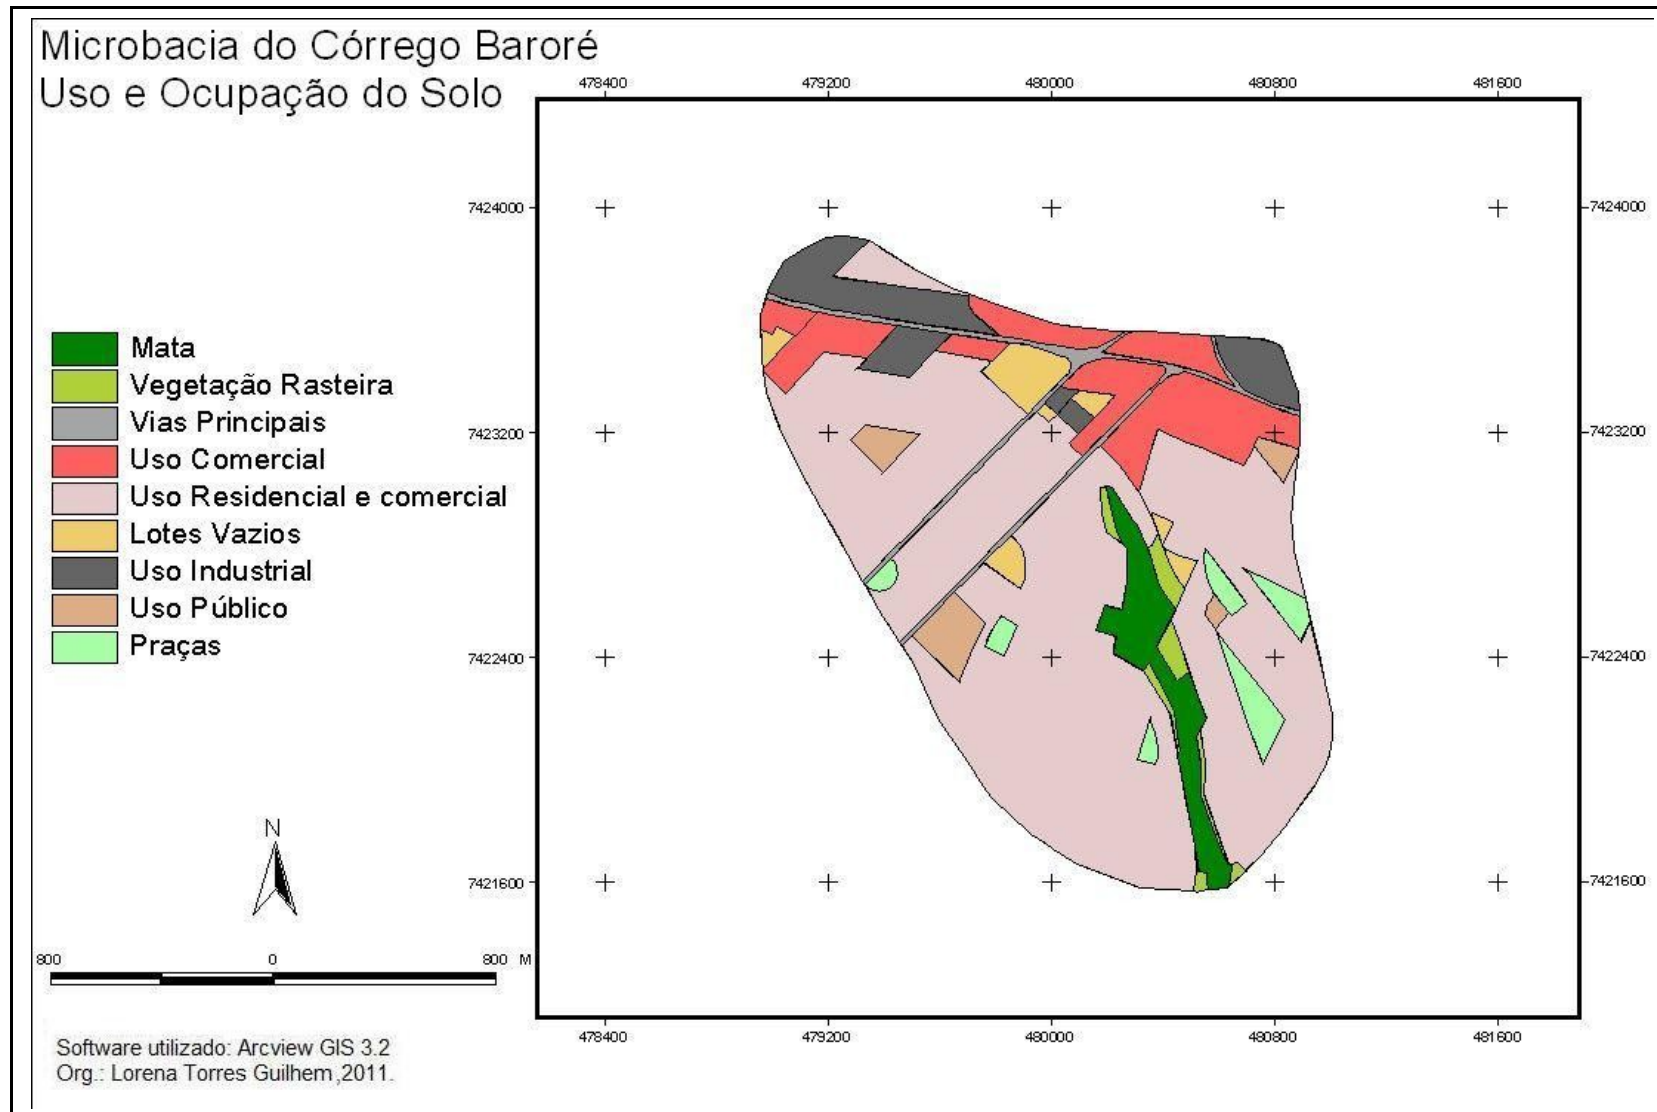 Microbacia do Córrego Baroré
Uso e Ocupação do Solo
478400 479200 480000 480800 481600
7424000 7424000
Mata
Vegetação Rasteira
Vias Principais
Uso Comercial
Uso Residencial e comercial
Lotes Vazios
Uso Industrial
Uso Público
Praças
7423200 7423200
7422400 7422400
N
7421600 7421600
800 0 800 M
478400 479200 480000 480800 481600
Software utilizado: Arcview GIS 3.2
Org.: Lorena Torres Guilhem,2011.